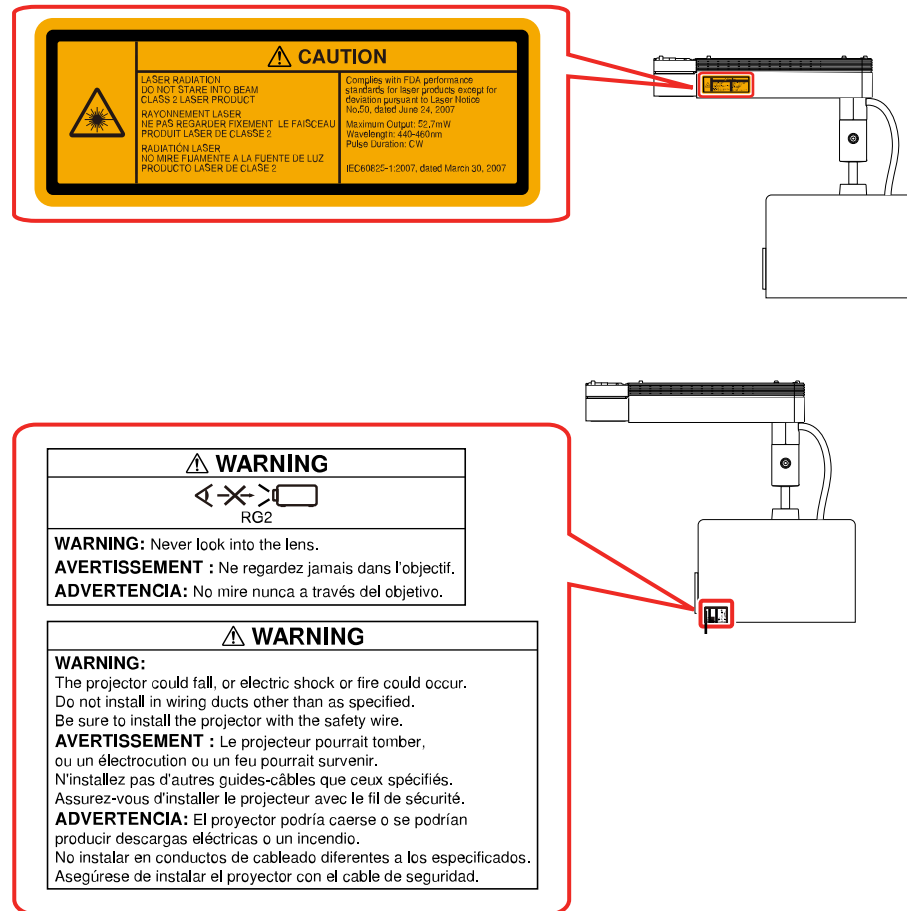 CAUTION
LASER RADIATION
DO NOT STARE INTO BEAM
CLASS 2 LASER PRODUCT
RAYONNEMENT LASER
NE PAS REGARDER FIXEMENT LE FAISCEAU
PRODUIT LASER DE CLASSE 2
RADIATIÓN LASER
NO MIRE FIJAMENTE A LA FUENTE DE LUZ
PRODUCTO LASER DE CLASE 2
Complies with FDA performance
standards for laser products except for
deviation pursuant to Laser Notice
No.50, dated June 24, 2007
Maximum Output: 52.7mW
Wavelength: 440-460nm
Pulse Duration: CW
IEC60825-1:2007, dated March 30, 2007
WARNING
RG2
WARNING: Never look into the lens.
AVERTISSEMENT : Ne regardez jamais dans l'objectif.
ADVERTENCIA: No mire nunca a través del objetivo.
WARNING
WARNING:
The projector could fall, or electric shock or fire could occur.
Do not install in wiring ducts other than as specified.
Be sure to install the projector with the safety wire.
AVERTISSEMENT : Le projecteur pourrait tomber,
ou un électrocution ou un feu pourrait survenir.
N'installez pas d'autres guides-câbles que ceux spécifiés.
Assurez-vous d'installer le projecteur avec le fil de sécurité.
ADVERTENCIA: El proyector podría caerse o se podrían
producir descargas eléctricas o un incendio.
No instalar en conductos de cableado diferentes a los especificados.
Asegúrese de instalar el proyector con el cable de seguridad.